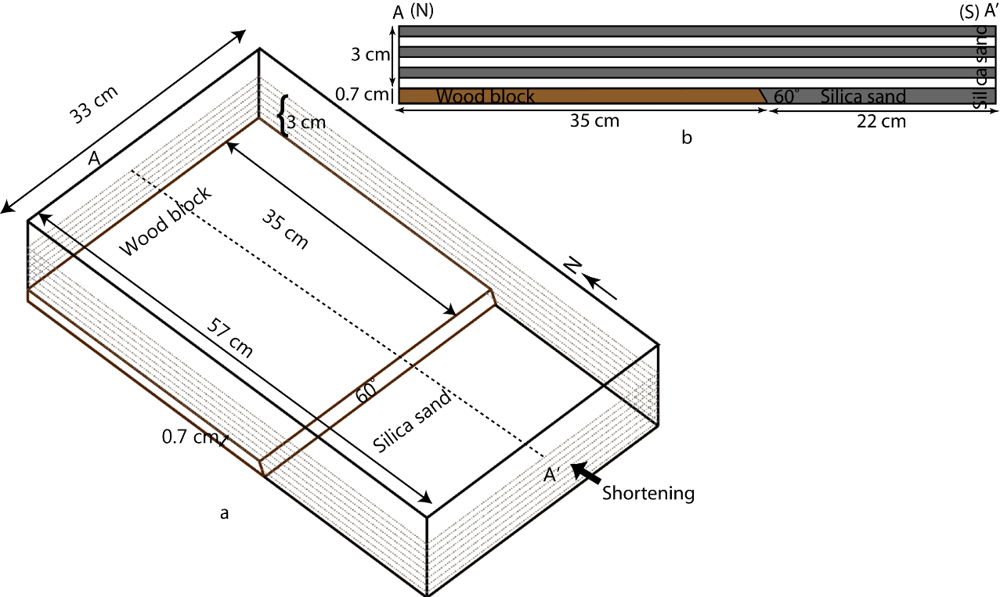 A (N)
(S) A’
3 cm
Silica sand
0.7 cm
Wood block
60°
Silica sand
35 cm
22 cm
b
33 cm
3 cm
A
Wood block
35 cm
N
57 cm
60°
Silica sand
0.7 cm
A’
Shortening
a